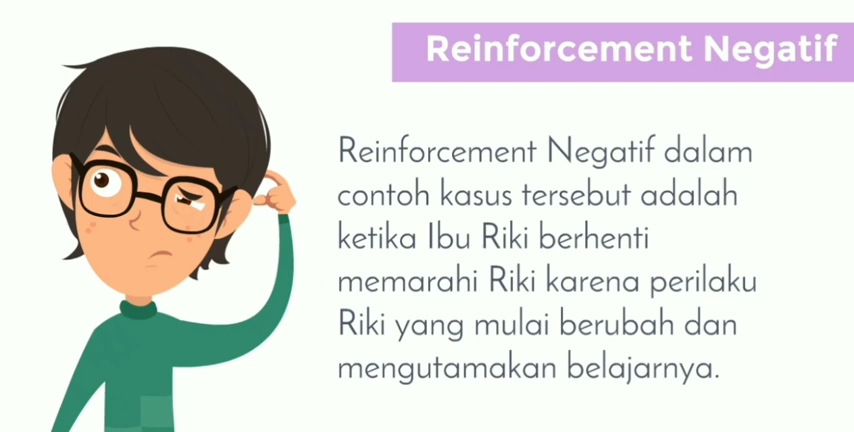 Reinforcement Negatif
Reinforcement Negatif dalam
contoh kasus tersebut adalah
ketika Ibu Riki berhenti
memarahi Riki karena perilaku
Riki yang mulai berubah dan
mengutamakan belajarnya.